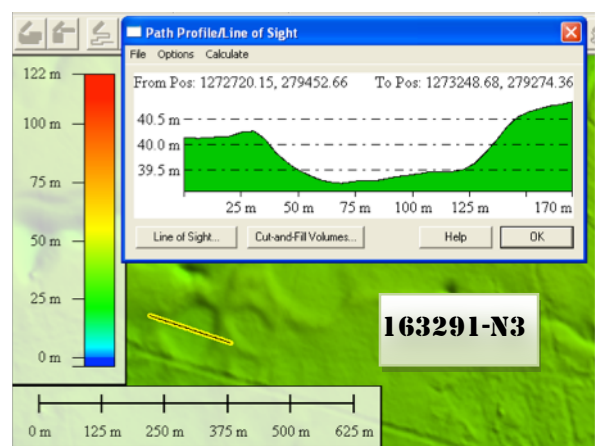 Path Profile/Line of Sight
File Options Calculate
From Pos: 1272720.15, 279452.66 To Pos: 1273248.68, 279274.36
40.5 m
40.0 m
39.5 m
25 m 50 m 75 m 100 m 125 m 170 m
Line of Sight... Cut-and-Fill Volumes... Help OK
122 m
100 m
75 m
50 m
25 m
0 m
163291-N3
0 m 125 m 250 m 375 m 500 m 625 m